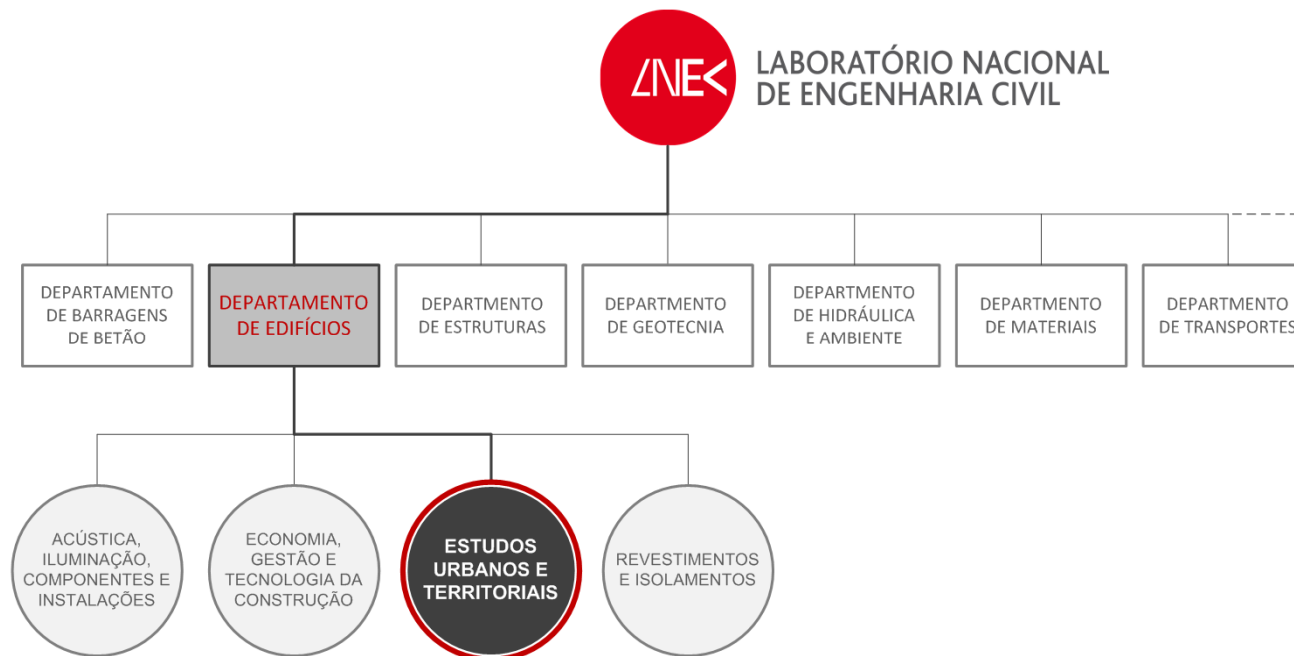 LNEC
LABORATÓRIO NACIONAL
DE ENGENHARIA CIVIL
DEPARTAMENTO
DE BARRAGENS
DE BETÃO
DEPARTAMENTO
DE EDIFÍCIOS
DEPARTMENTO
DE ESTRUTURAS
DEPARTMENTO
DE GEOTECNIA
DEPARTMENTO
DE HIDRÁULICA
E AMBIENTE
DEPARTMENTO
DE MATERIAIS
DEPARTMENTO
DE TRANSPORTES
ACÚSTICA,
ILUMINAÇÃO,
COMPONENTES E
INSTALAÇÕES
ECONOMIA,
GESTÃO E
TECNOLOGIA DA
CONSTRUÇÃO
ESTUDOS
URBANOS E
TERRITORIAIS
REVESTIMENTOS
E ISOLAMENTOS